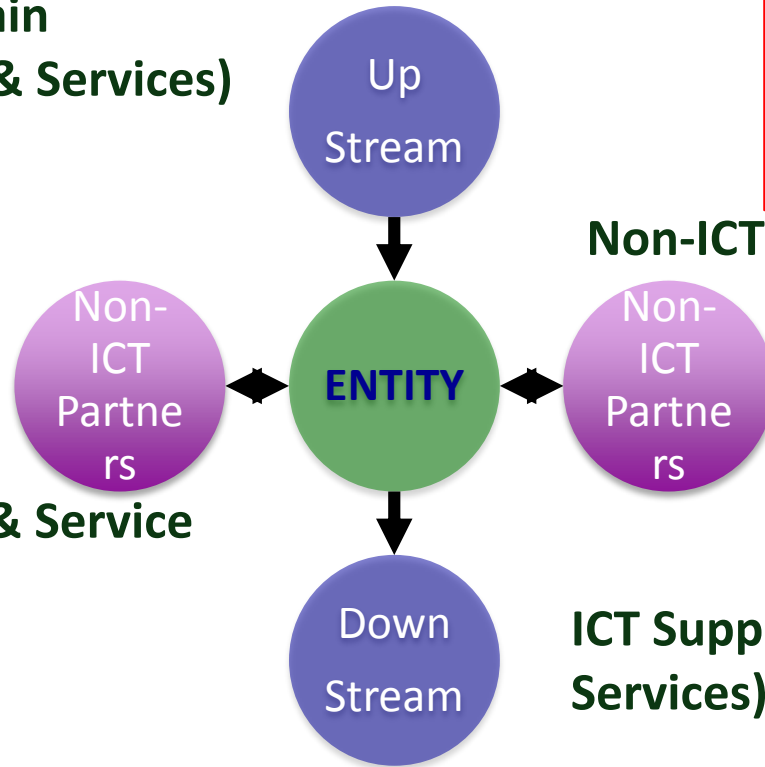 & Services)
Up
Stream
Non-ICT
Non-
ICT
Partne
rs
ENTITY
Non-
ICT
Partne
rs
& Service
Down
Stream
ICT Supp
Services)